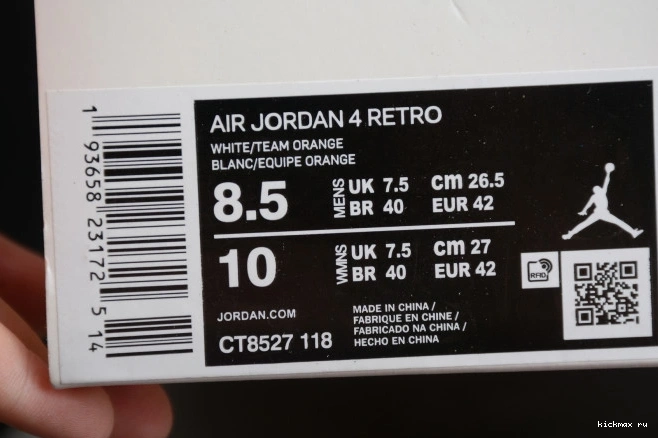 1 93658 23172 5 14
AIR JORDAN 4 RETRO
WHITE/TEAM ORANGE
BLANC/EQUIPE ORANGE
8.5 MENS UK 7.5 cm 26.5
BR 40 EUR 42
10 WMNS UK 7.5 cm 27
BR 40 EUR 42
RFID
JORDAN.COM
CT8527 118
MADE IN CHINA /
FABRIQUE EN CHINE /
FABRICADO NA CHINA /
HECHO EN CHINA
kickmax ru